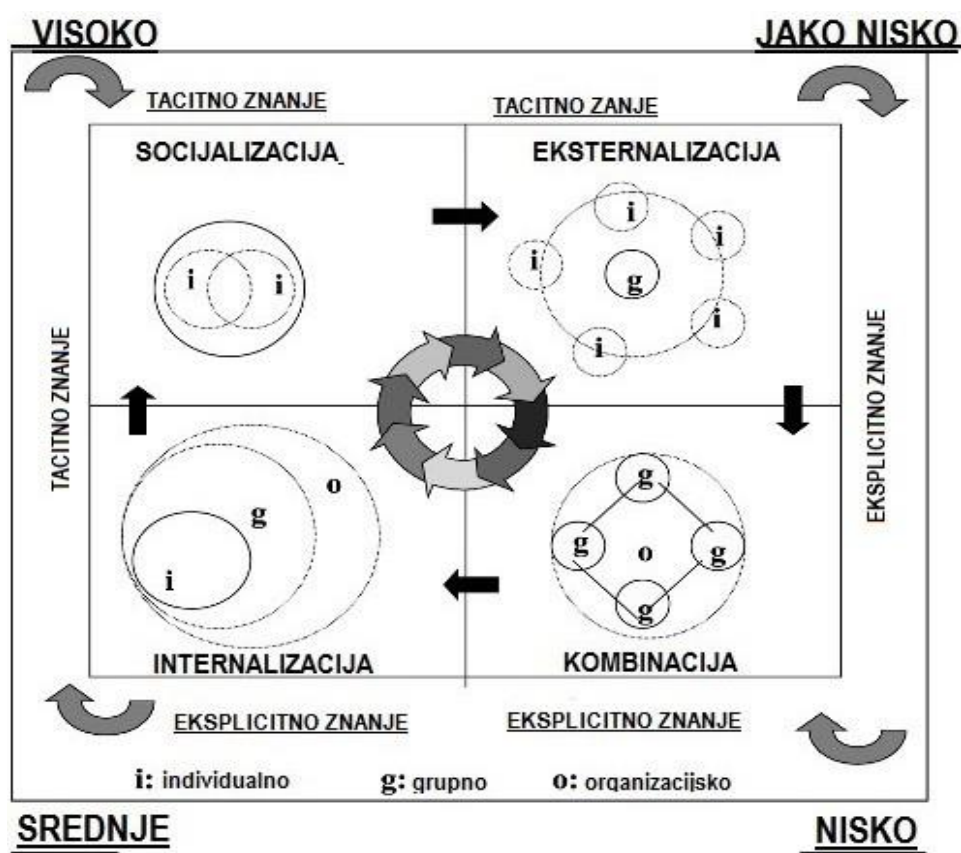 VISOKO
JAKO NISKO
TACITNO ZNANJE
TACITNO ZANJE
SOCIJALIZACIJA
EKSTERNALIZACIJA
i
i
i
i
i
i
i
g
TACITNO ZNANJE
EKSPLICITNO ZNANJE
o
g
i
g
g
g
g
o
INTERNALIZACIJA
KOMBINACIJA
EKSPLICITNO ZNANJE
EKSPLICITNO ZNANJE
i: individualno
g: grupno
o: organizacijsko
SREDNJE
NISKO